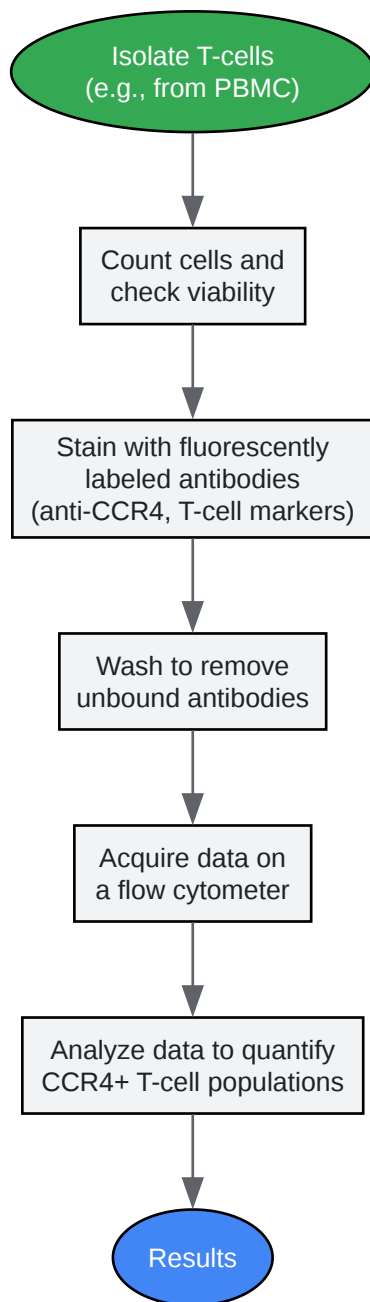 Isolate T-cells
(e.g., from PBMC)
Count cells and
check viability
Stain with fluorescently
labeled antibodies
(anti-CCR4, T-cell markers)
Wash to remove
unbound antibodies
Acquire data on
a flow cytometer
Analyze data to quantify
CCR4+ T-cell populations
Results